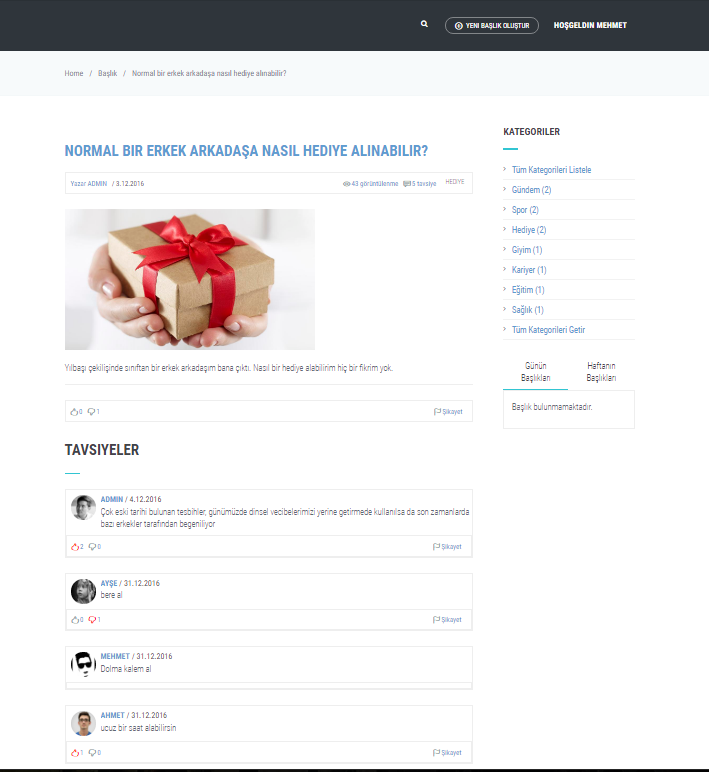 YENI BAŞLIK OLUŞTUR
HOŞGELDIN MEHMET
Home / Başlık / Normal bir erkek arkadaşa nasıl hediye alınabilir?
NORMAL BIR ERKEK ARKADAŞA NASIL HEDIYE ALINABILIR?
Yazar ADMIN / 3.12.2016
43 görüntülenme
5 tavsiye
HEDIYE
Yılbaşı çekilişinde sınıftan bir erkek arkadaşım bana çıktı. Nasıl bir hediye alabilirim hiç bir fikrim yok.
0 1
Şikayet
TAVSIYELER
ADMIN / 4.12.2016
Çok eski tarihi bulunan tesbihler, günümüzde dinsel vecibelerimizi yerine getirmede kullanılsa da son zamanlarda
bazı erkekler tarafından begeniliyor
2 0
Şikayet
AYŞE / 31.12.2016
bere al
0 1
Şikayet
MEHMET / 31.12.2016
Dolma kalem al
AHMET / 31.12.2016
ucuz bir saat alabilirsin
1 0
Şikayet
KATEGORILER
Tüm Kategorileri Listele
Gündem (2)
Spor (2)
Hediye (2)
Giyim (1)
Kariyer (1)
Eğitim (1)
Sağlık (1)
Tüm Kategorileri Getir
Günün
Başlıkları
Haftanın
Başlıkları
Başlık bulunmamaktadır.